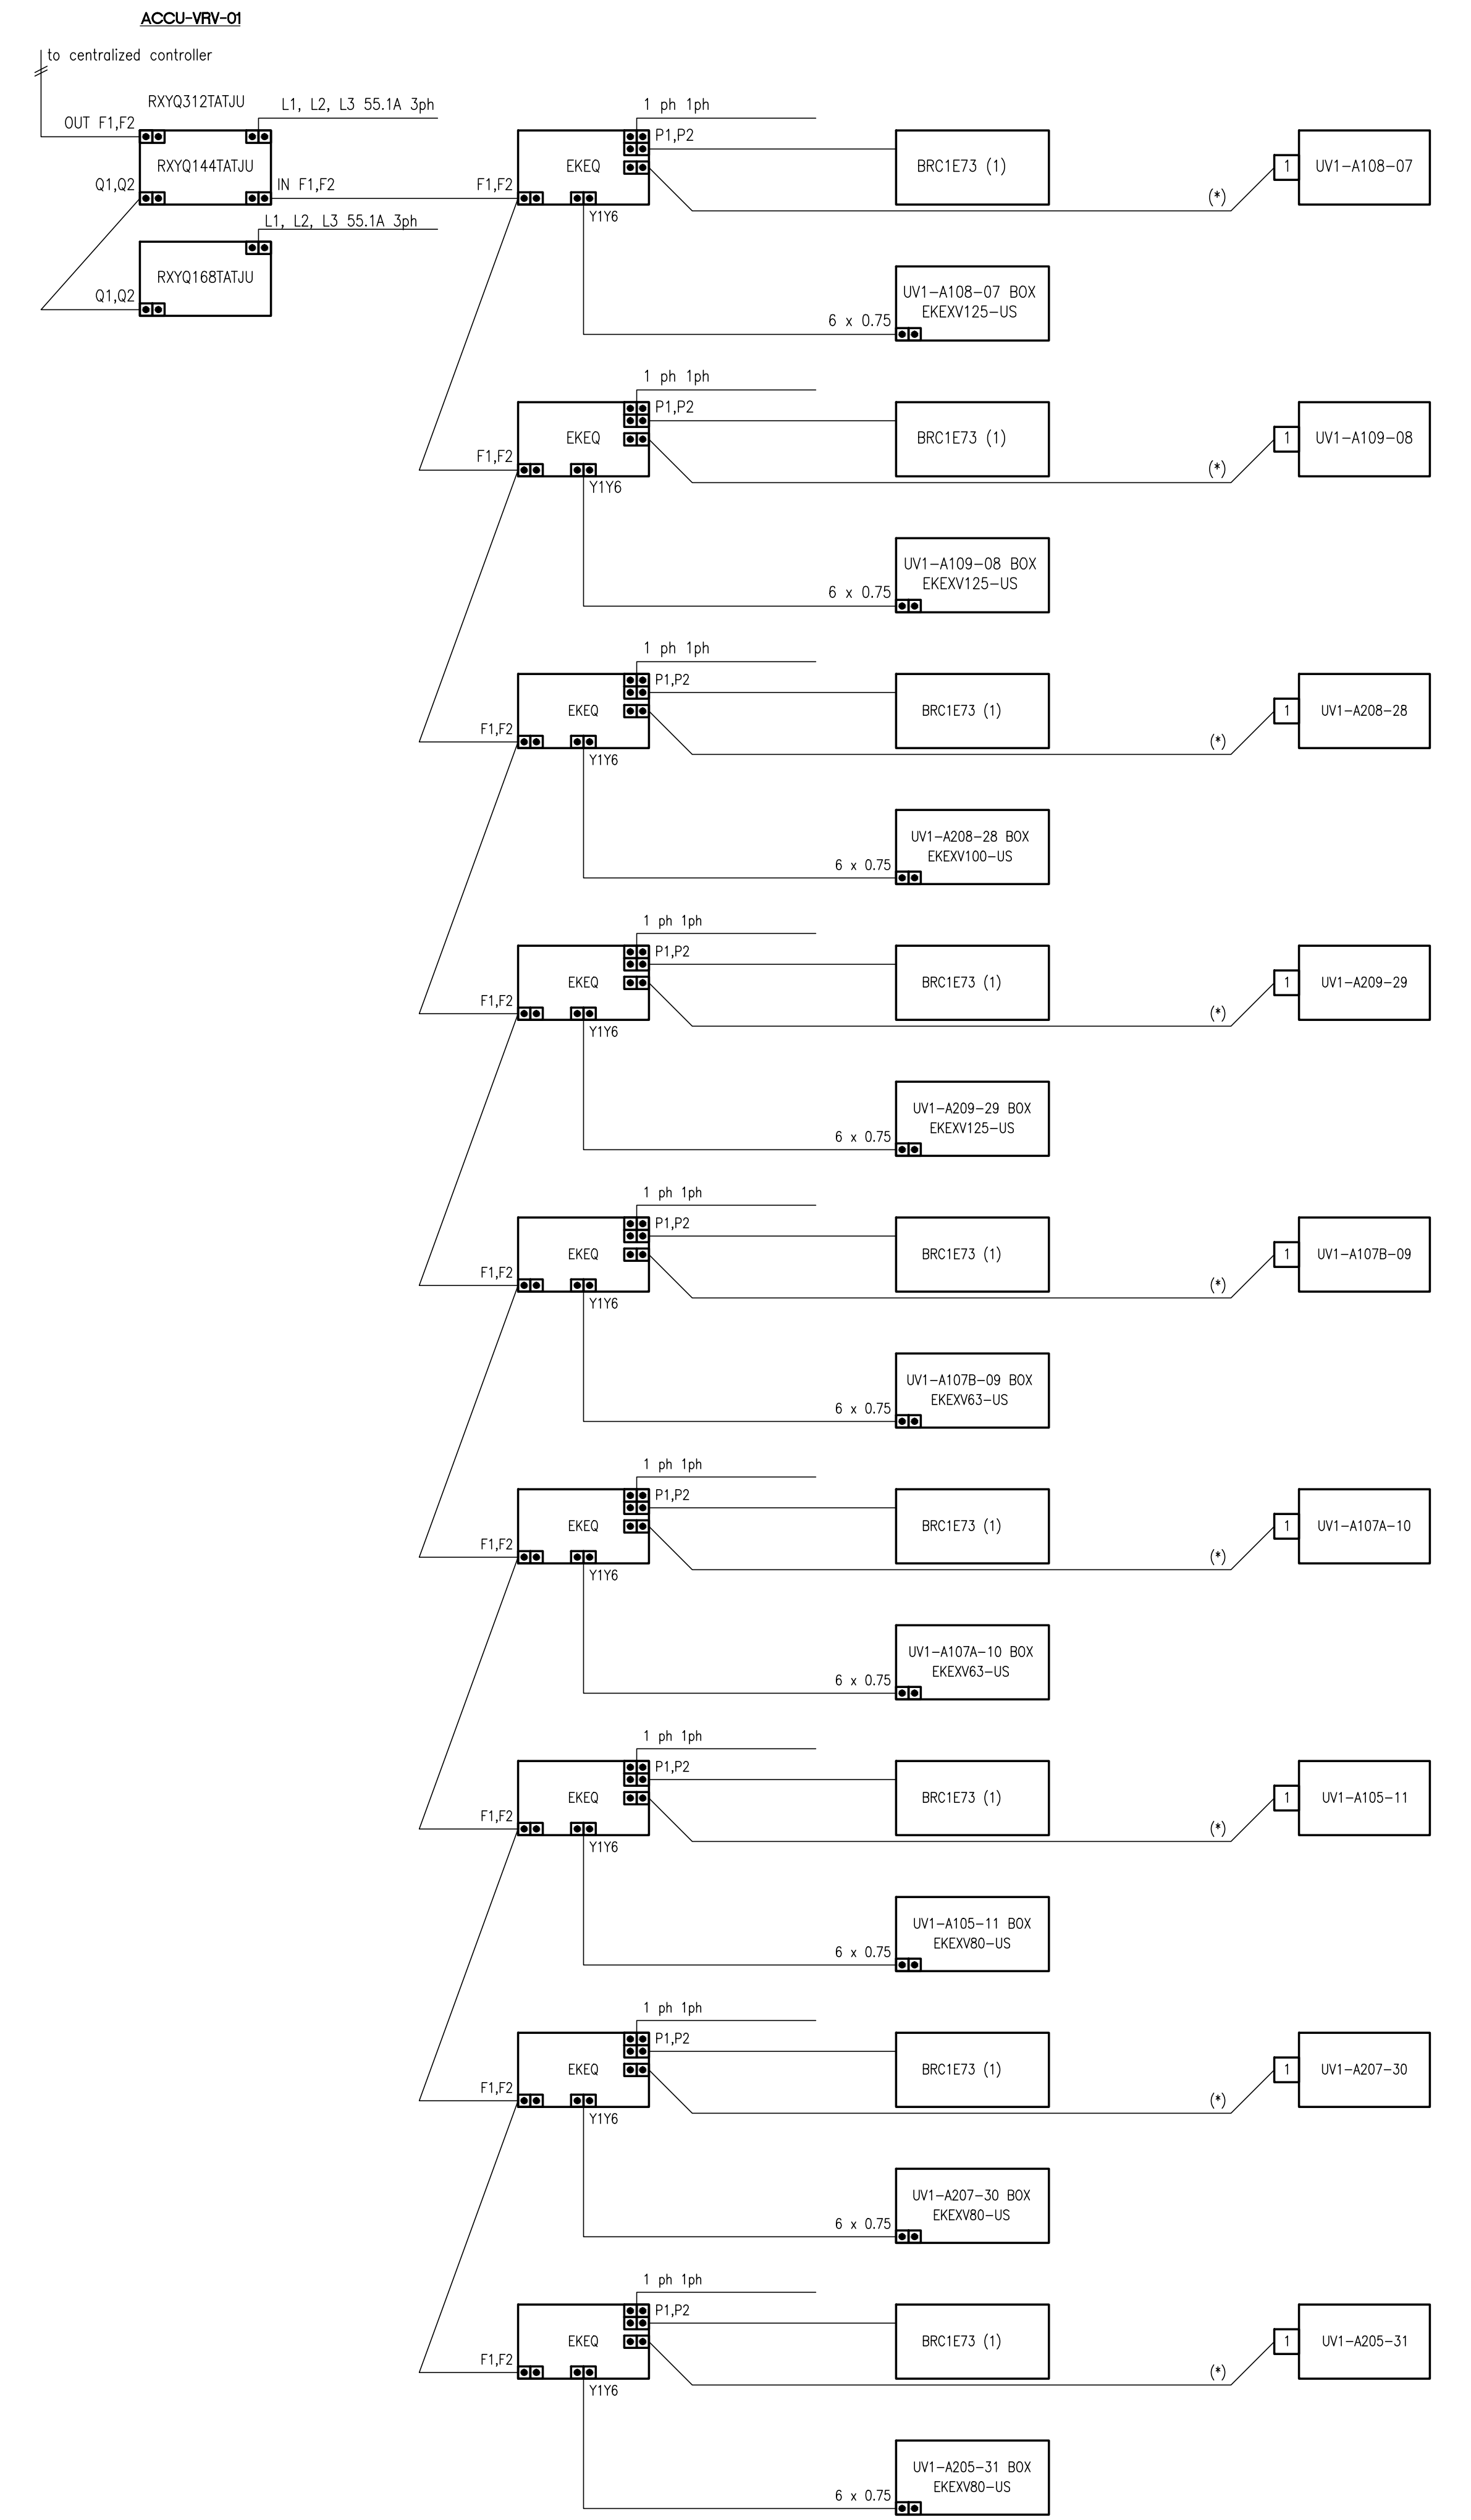 ACCU-VRV-01
to centralized controller
RXYQ312TATJU
L1, L2, L3 55.1A 3ph
OUT F1,F2
RXYQ144TATJU
Q1,Q2
IN F1,F2
L1, L2, L3 55.1A 3ph
RXYQ168TATJU
Q1,Q2
1 ph 1ph
P1,P2
EKEQ
BRC1E73 (1)
1
UV1-A108-07
F1,F2
(*)
Y1Y6
UV1-A108-07 BOX
EKEXV125-US
6 x 0.75
1 ph 1ph
P1,P2
EKEQ
BRC1E73 (1)
1
UV1-A109-08
F1,F2
(*)
Y1Y6
UV1-A109-08 BOX
EKEXV125-US
6 x 0.75
1 ph 1ph
P1,P2
EKEQ
BRC1E73 (1)
1
UV1-A208-28
F1,F2
(*)
Y1Y6
UV1-A208-28 BOX
EKEXV100-US
6 x 0.75
1 ph 1ph
P1,P2
EKEQ
BRC1E73 (1)
1
UV1-A209-29
F1,F2
(*)
Y1Y6
UV1-A209-29 BOX
EKEXV125-US
6 x 0.75
1 ph 1ph
P1,P2
EKEQ
BRC1E73 (1)
1
UV1-A107B-09
F1,F2
(*)
Y1Y6
UV1-A107B-09 BOX
EKEXV63-US
6 x 0.75
1 ph 1ph
P1,P2
EKEQ
BRC1E73 (1)
1
UV1-A107A-10
F1,F2
(*)
Y1Y6
UV1-A107A-10 BOX
EKEXV63-US
6 x 0.75
1 ph 1ph
P1,P2
EKEQ
BRC1E73 (1)
1
UV1-A105-11
F1,F2
(*)
Y1Y6
UV1-A105-11 BOX
EKEXV80-US
6 x 0.75
1 ph 1ph
P1,P2
EKEQ
BRC1E73 (1)
1
UV1-A207-30
F1,F2
(*)
Y1Y6
UV1-A207-30 BOX
EKEXV80-US
6 x 0.75
1 ph 1ph
P1,P2
EKEQ
BRC1E73 (1)
1
UV1-A205-31
F1,F2
(*)
Y1Y6
UV1-A205-31 BOX
EKEXV80-US
6 x 0.75